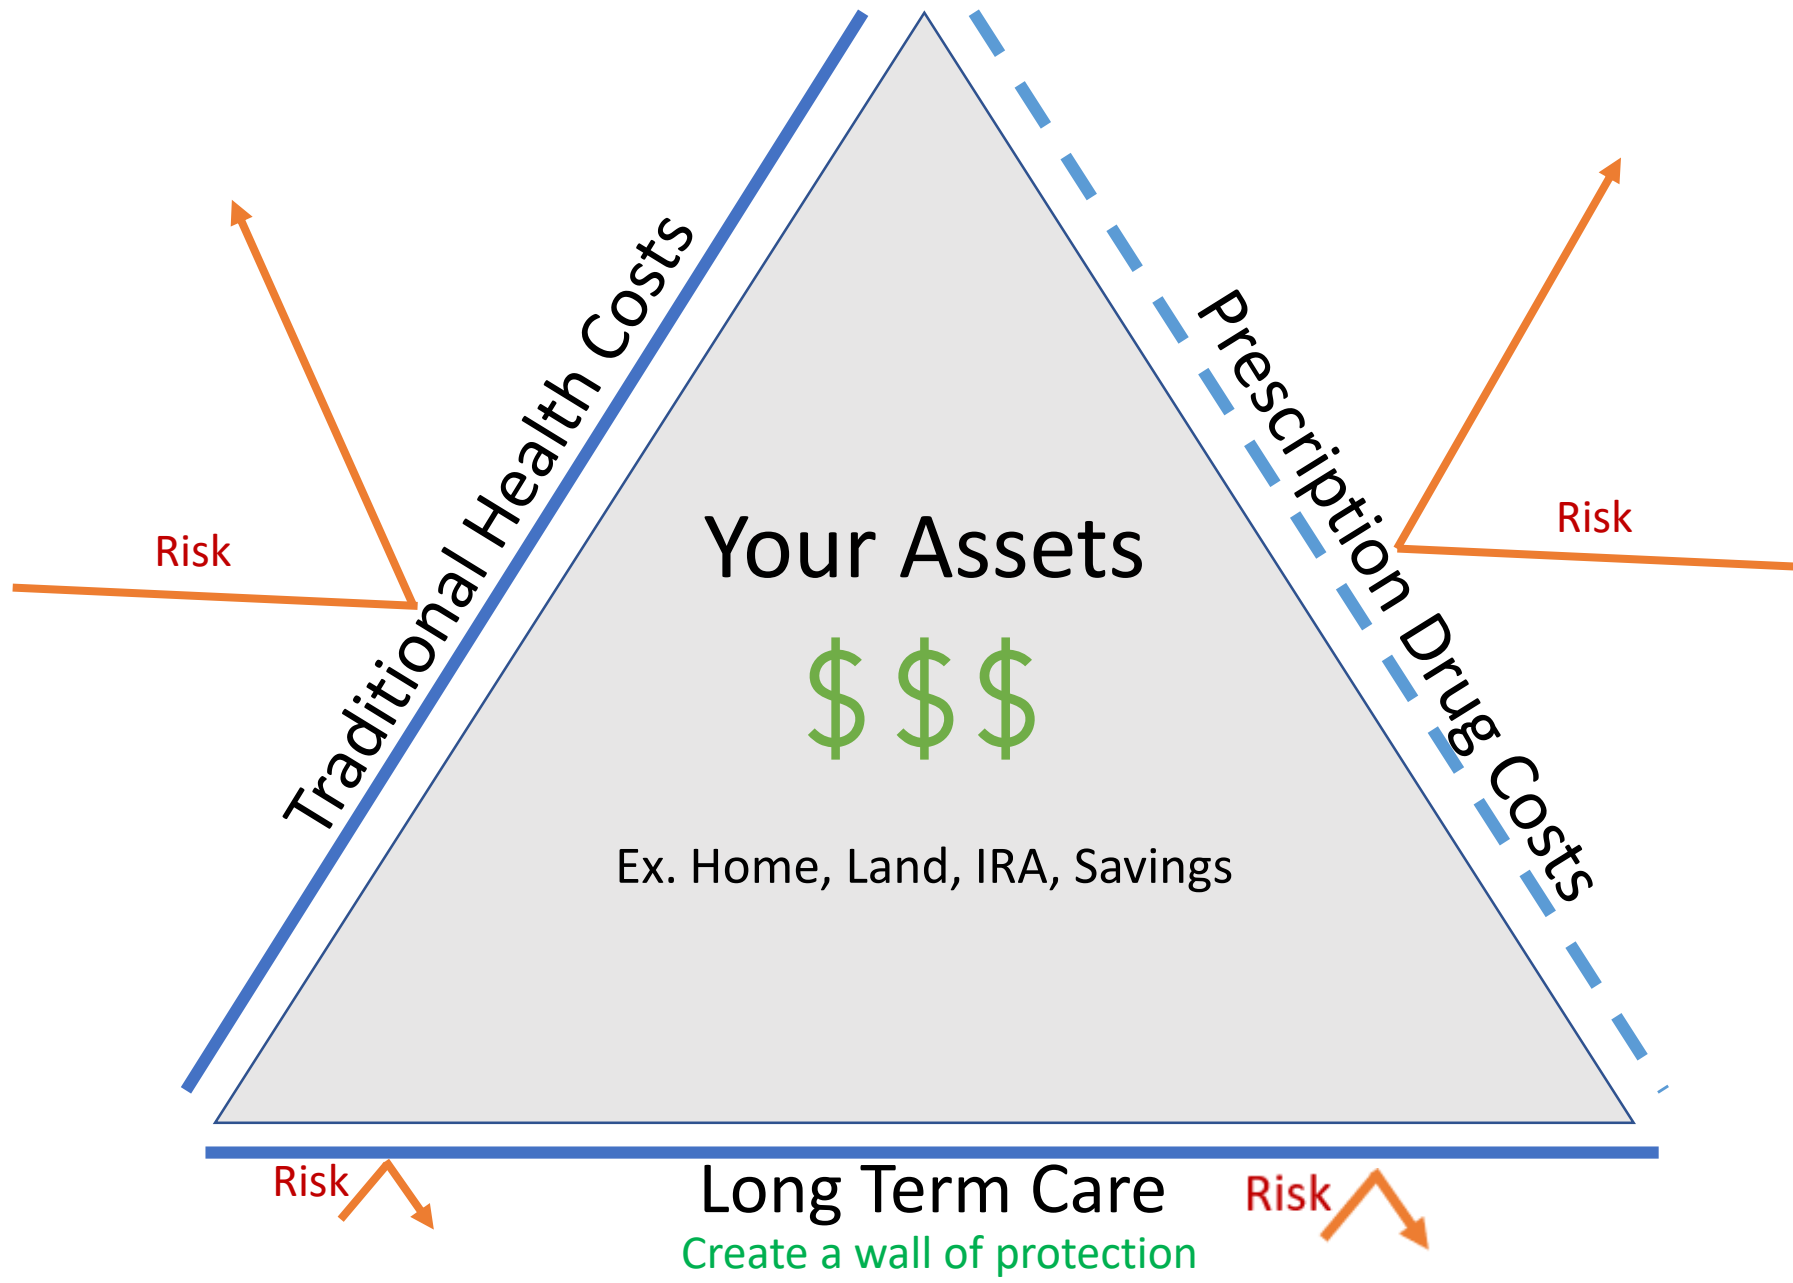 Traditional Health Costs
Prescription Drug Costs
Risk
Risk
Your Assets
$ $ $
Ex. Home, Land, IRA, Savings
Risk
Long Term Care
Risk
Create a wall of protection